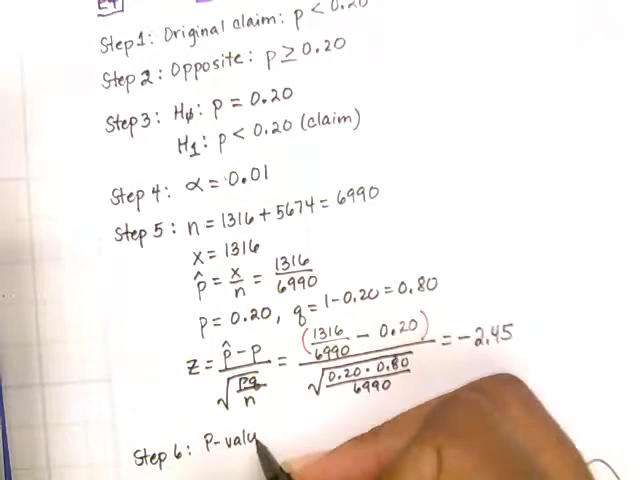 E4
Step 1: Original claim: p < 0.20
Step 2: Opposite: p ≥ 0.20
Step 3: H∅: p = 0.20
H1: p < 0.20 (claim)
Step 4: α = 0.01
Step 5: n = 1316 + 5674 = 6990
x = 1316
p̂ = x/n = 1316/6990
p = 0.20, q = 1 - 0.20 = 0.80
z = (p̂ - p)/√(pq/n) = (1316/6990 - 0.20)/√(0.20 · 0.80/6990) = -2.45
Step 6: P-valu